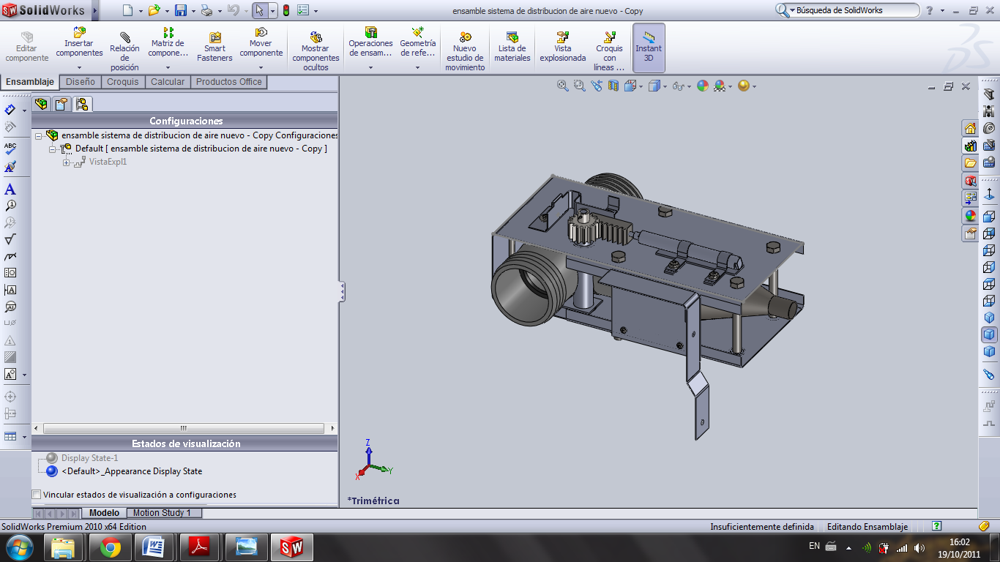 SolidWorks
ensamble sistema de distribucion de aire nuevo - Copy
Búsqueda de SolidWorks
?
Editar
componente
Insertar
componentes
Relación
de
posición
Matriz de
compone...
Smart
Fasteners
Mover
componente
Mostrar
componentes
ocultos
Operaciones
de ensam...
Geometría
de refe...
Nuevo
estudio de
movimiento
Lista de
materiales
Vista
explosionada
Croquis
con
líneas ...
Instant
3D
Ensamblaje
Diseño
Croquis
Calcular
Productos Office
Configuraciones
ensamble sistema de distribucion de aire nuevo - Copy Configuraciones
Default [ ensamble sistema de distribucion de aire nuevo - Copy ]
VistaExpl1
ABC
A
Estados de visualización
Display State-1
<Default>_Appearance Display State
Vincular estados de visualización a configuraciones
Z
Y
X
*Trimétrica
Modelo
Motion Study 1
SolidWorks Premium 2010 x64 Edition
Insuficientemente definida
Editando Ensamblaje
EN
16:02
19/10/2011